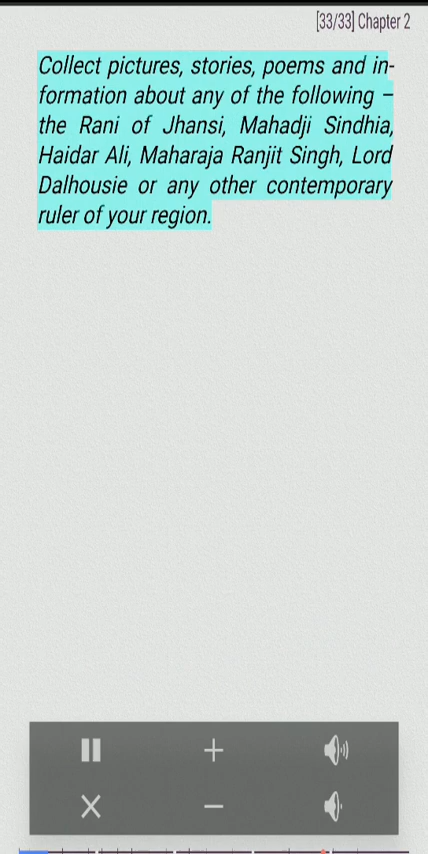 [33/33] Chapter 2
Collect pictures, stories, poems and in-
formation about any of the following –
the Rani of Jhansi, Mahadji Sindhia,
Haidar Ali, Maharaja Ranjit Singh, Lord
Dalhousie or any other contemporary
ruler of your region.